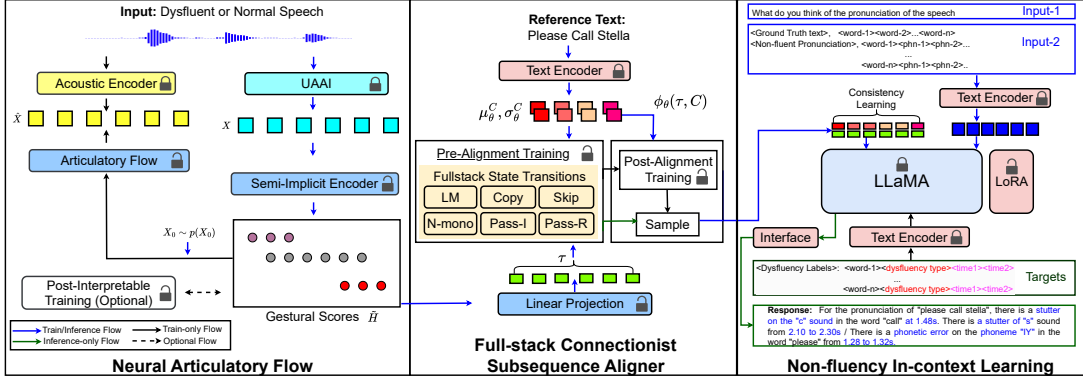 Input: Dysfluent or Normal Speech
Acoustic Encoder
UAAI
X̂
X
Articulatory Flow
Semi-Implicit Encoder
X₀ ~ p(X₀)
Post-Interpretable
Training (Optional)
Gestural Scores H̃
Train/Inference Flow
Train-only Flow
Inference-only Flow
Optional Flow
Neural Articulatory Flow
Reference Text:
Please Call Stella
Text Encoder
μ_θ^C, σ_θ^C
ϕ_θ(τ, C)
Pre-Alignment Training
Fullstack State Transitions
LM Copy Skip
N-mono Pass-I Pass-R
Post-Alignment
Training
Sample
τ
Linear Projection
Full-stack Connectionist
Subsequence Aligner
What do you think of the pronunciation of the speech
Input-1
<Ground Truth text>, <word-1><word-2>...<word-n>
<Non-fluent Pronunciation>, <word-1><phn-1><phn-2>...
<word-n><phn-1><phn-2>..
Input-2
Consistency
Learning
Text Encoder
LLaMA
LoRA
Interface
Text Encoder
<Dysfluency Labels>: <word-1><dysfluency type><time1><time2>
...
<word-n><dysfluency type><time1><time2>
Targets
Response: For the pronunciation of "please call stella", there is a stutter
on the "c" sound in the word "call" at 1.48s. There is a stutter of "s" sound
from 2.10 to 2.30s / There is a phonetic error on the phoneme "IY" in
the word "please" from 1.28 to 1.32s.
Non-fluency In-context Learning